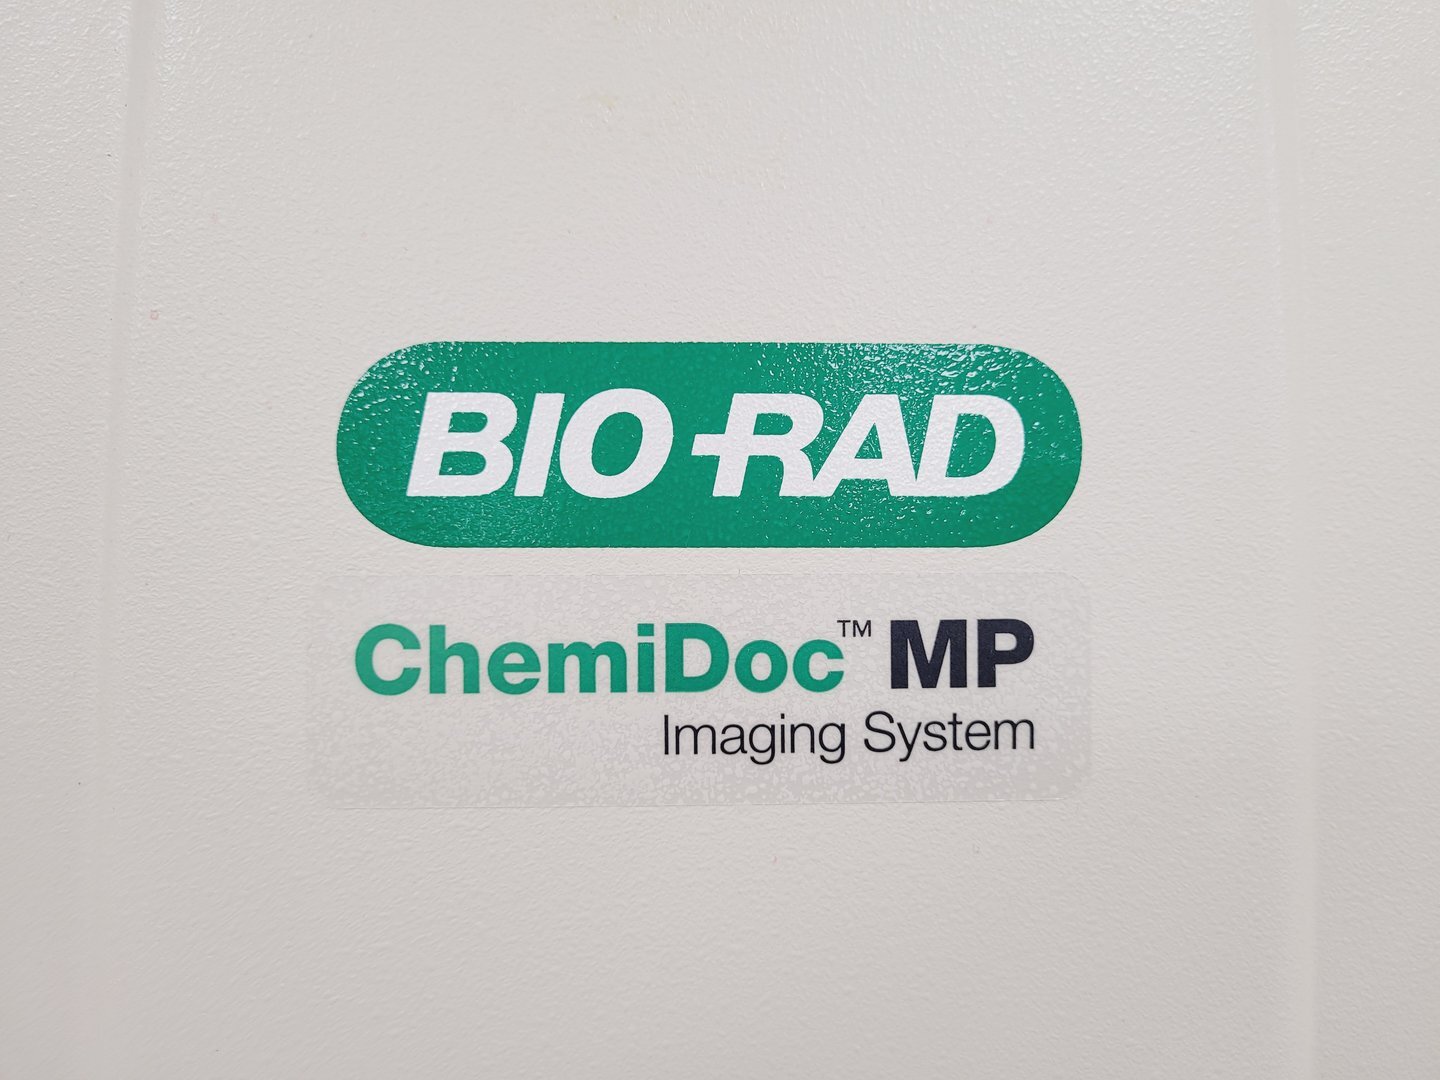 BIO-RAD
ChemiDoc™ MP
Imaging System